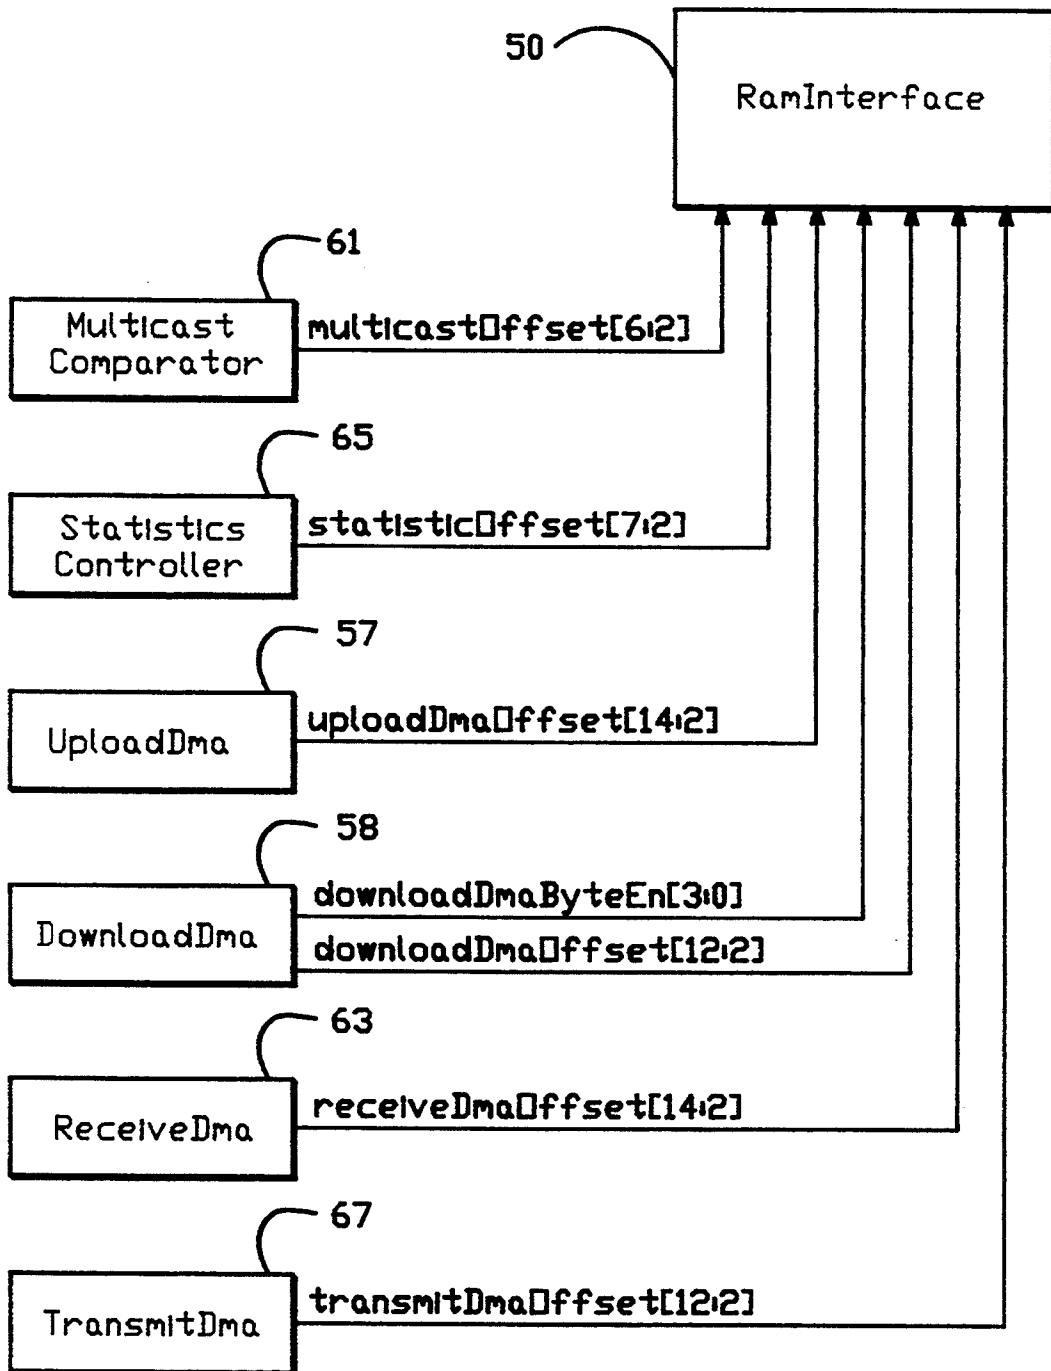 50
RamInterface
61
Multicast
Comparator
multicastOffset[6:2]
65
Statistics
Controller
statisticOffset[7:2]
57
UploadDma
uploadDmaOffset[14:2]
58
DownloadDma
downloadDmaByteEn[3:0]
downloadDmaOffset[12:2]
63
ReceiveDma
receiveDmaOffset[14:2]
67
TransmitDma
transmitDmaOffset[12:2]